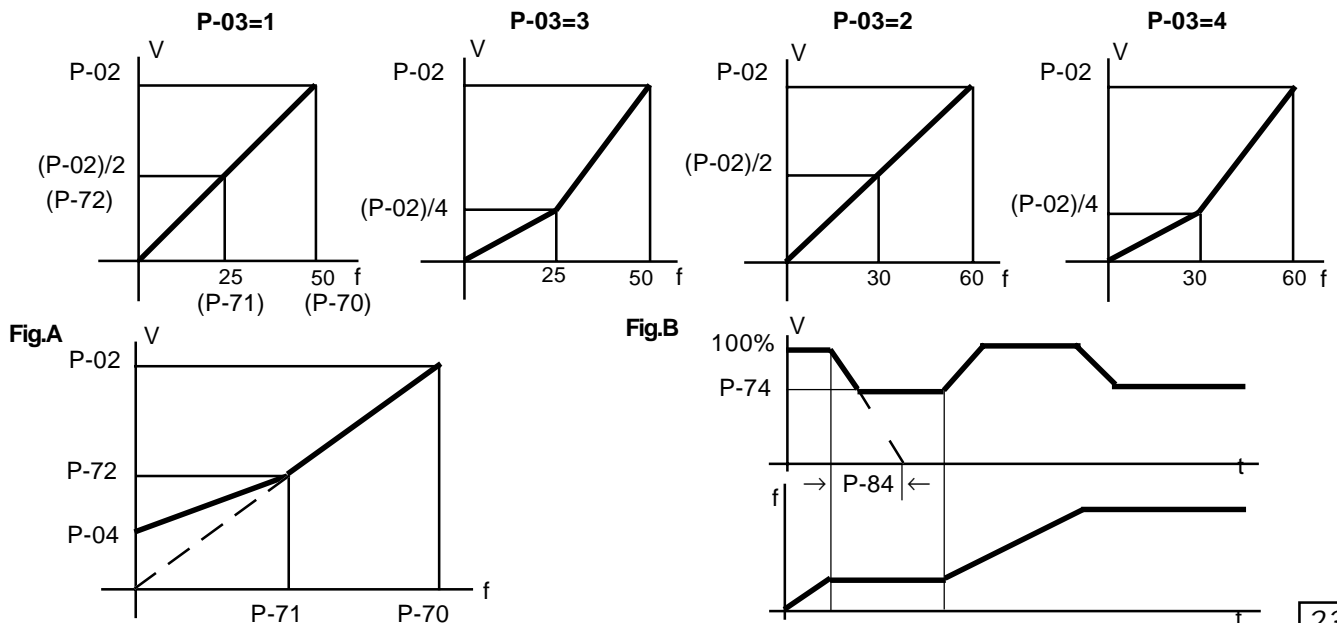 P-03=1
P-03=3
P-03=2
P-03=4
V
P-02
(P-02)/2
(P-72)
25
50
f
(P-71)
(P-70)
V
P-02
(P-02)/4
25
50
f
V
P-02
(P-02)/2
30
60
f
V
P-02
(P-02)/4
30
60
f
Fig.A
V
P-02
P-72
P-04
P-71
P-70
f
Fig.B
V
100%
P-74
t
P-84
f
t
23